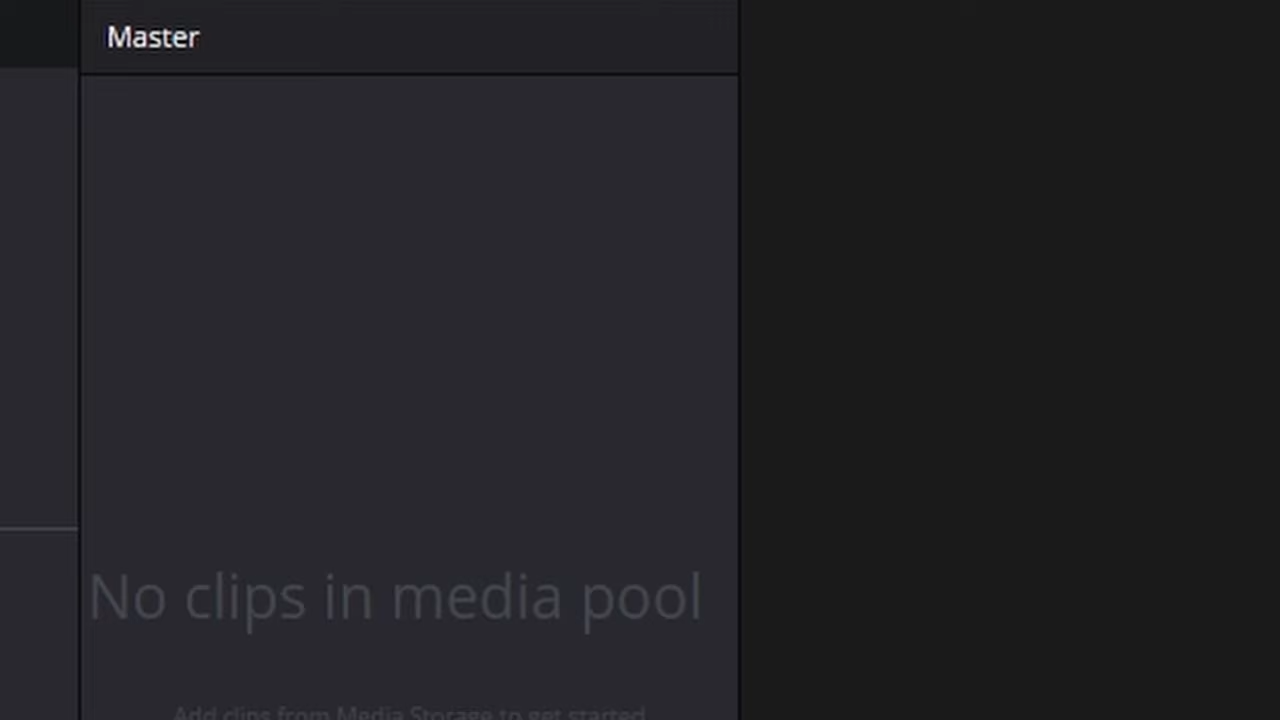 Master
No clips in media pool
Add clips from Media Storage to get started